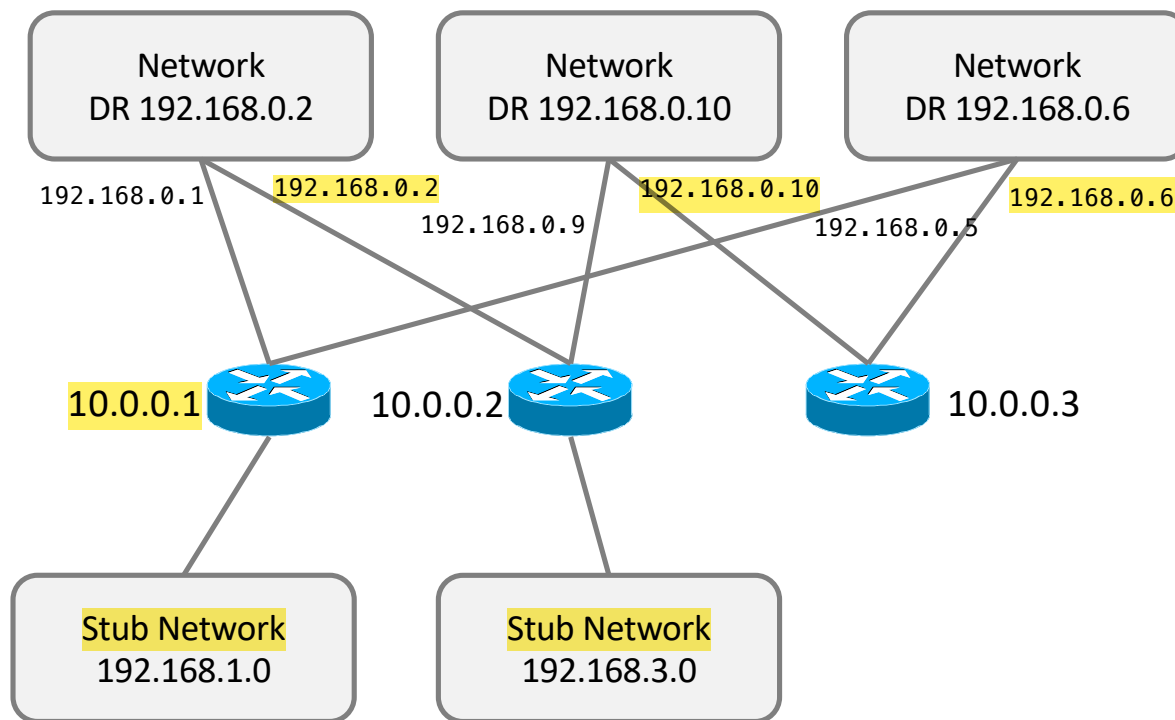 Network
DR 192.168.0.2
Network
DR 192.168.0.10
Network
DR 192.168.0.6
192.168.0.1
192.168.0.2
192.168.0.9
192.168.0.10
192.168.0.5
192.168.0.6
10.0.0.1
10.0.0.2
10.0.0.3
Stub Network
192.168.1.0
Stub Network
192.168.3.0